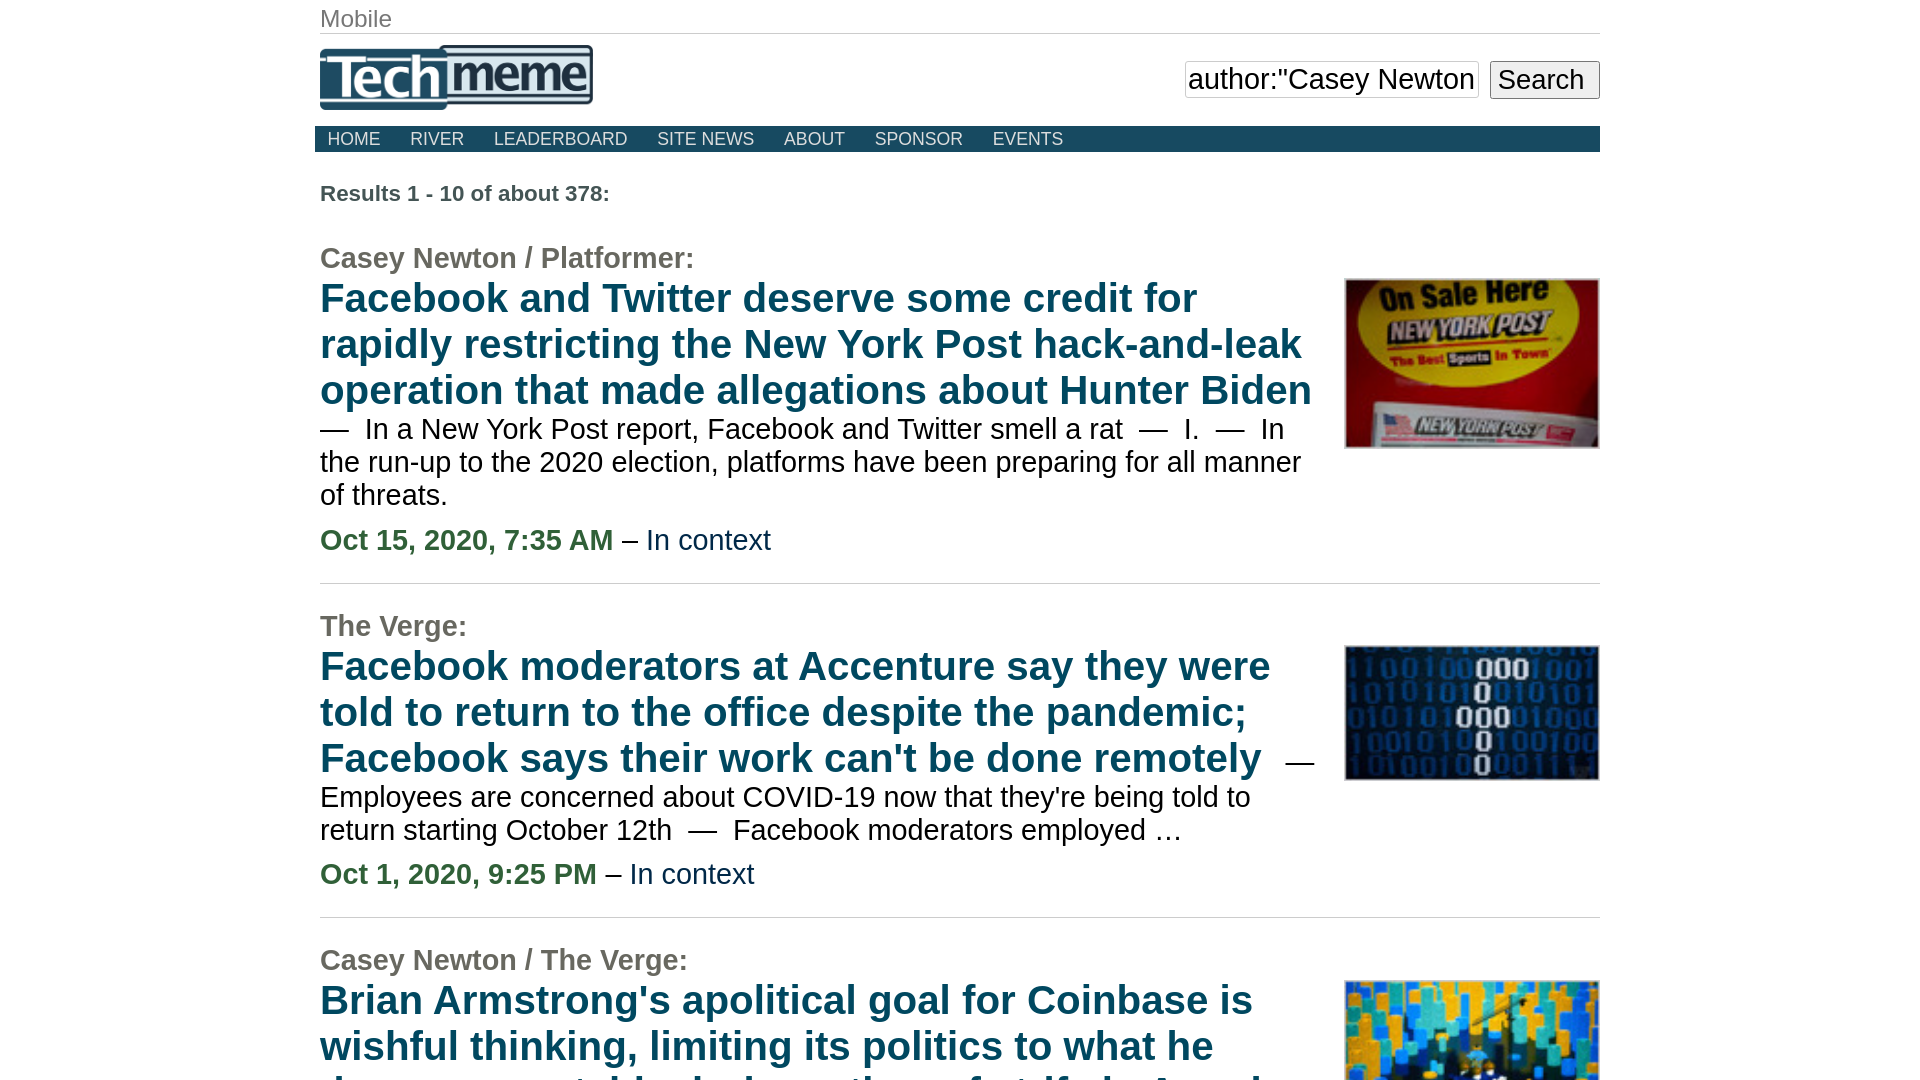 Mobile
Techmeme
author:"Casey Newton
Search
HOME RIVER LEADERBOARD SITE NEWS ABOUT SPONSOR EVENTS
Results 1 - 10 of about 378:
Casey Newton / Platformer:
Facebook and Twitter deserve some credit for
rapidly restricting the New York Post hack-and-leak
operation that made allegations about Hunter Biden
— In a New York Post report, Facebook and Twitter smell a rat — I. — In
the run-up to the 2020 election, platforms have been preparing for all manner
of threats.
On Sale Here
NEW YORK POST
The Best Sports in Town
NEW YORK POST
Oct 15, 2020, 7:35 AM – In context
The Verge:
Facebook moderators at Accenture say they were
told to return to the office despite the pandemic;
Facebook says their work can't be done remotely —
Employees are concerned about COVID-19 now that they're being told to
return starting October 12th — Facebook moderators employed …
Oct 1, 2020, 9:25 PM – In context
Casey Newton / The Verge:
Brian Armstrong's apolitical goal for Coinbase is
wishful thinking, limiting its politics to what he